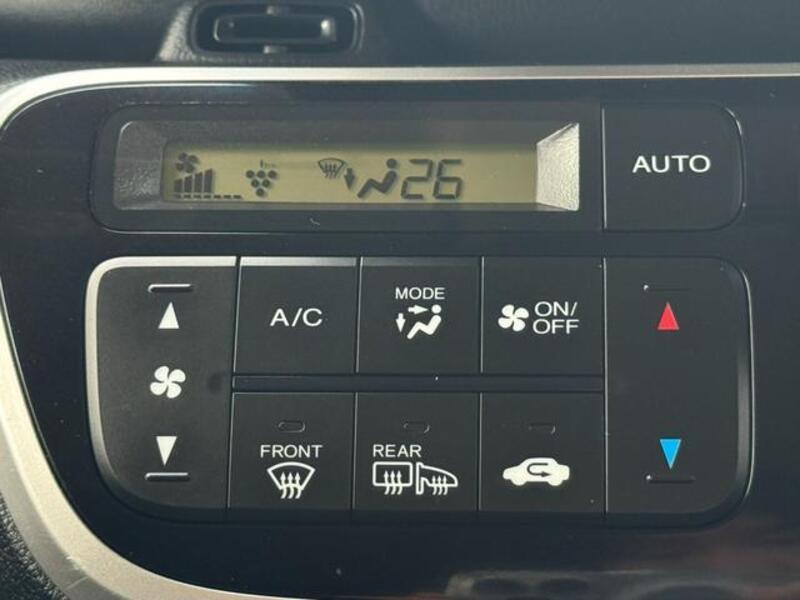 26
AUTO
A/C
MODE
ON/
OFF
FRONT
REAR